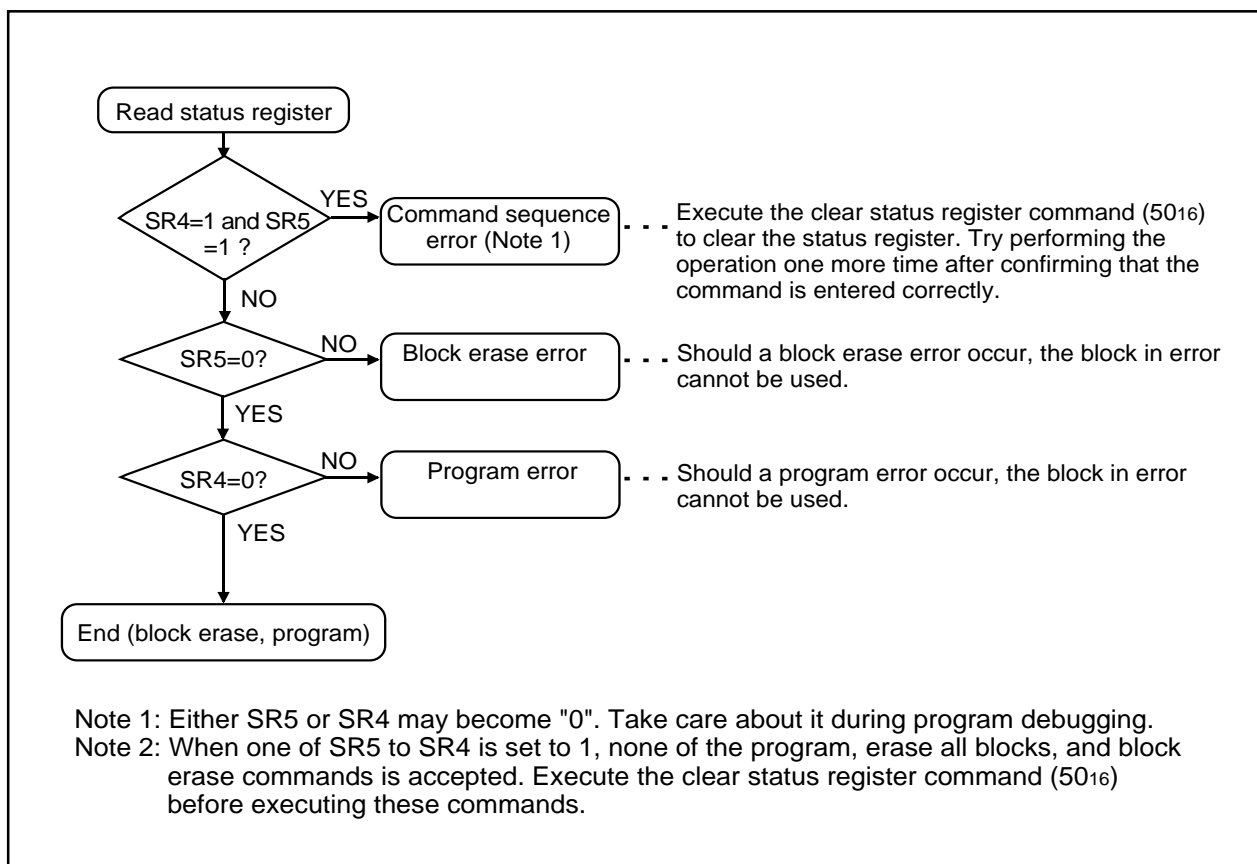 Read status register
SR4=1 and SR5
=1 ?
YES
Command sequence
error (Note 1)
Execute the clear status register command (5016)
to clear the status register. Try performing the
operation one more time after confirming that the
command is entered correctly.
NO
SR5=0?
NO
Block erase error
Should a block erase error occur, the block in error
cannot be used.
YES
SR4=0?
NO
Program error
Should a program error occur, the block in error
cannot be used.
YES
End (block erase, program)
Note 1: Either SR5 or SR4 may become "0". Take care about it during program debugging.
Note 2: When one of SR5 to SR4 is set to 1, none of the program, erase all blocks, and block
erase commands is accepted. Execute the clear status register command (5016)
before executing these commands.